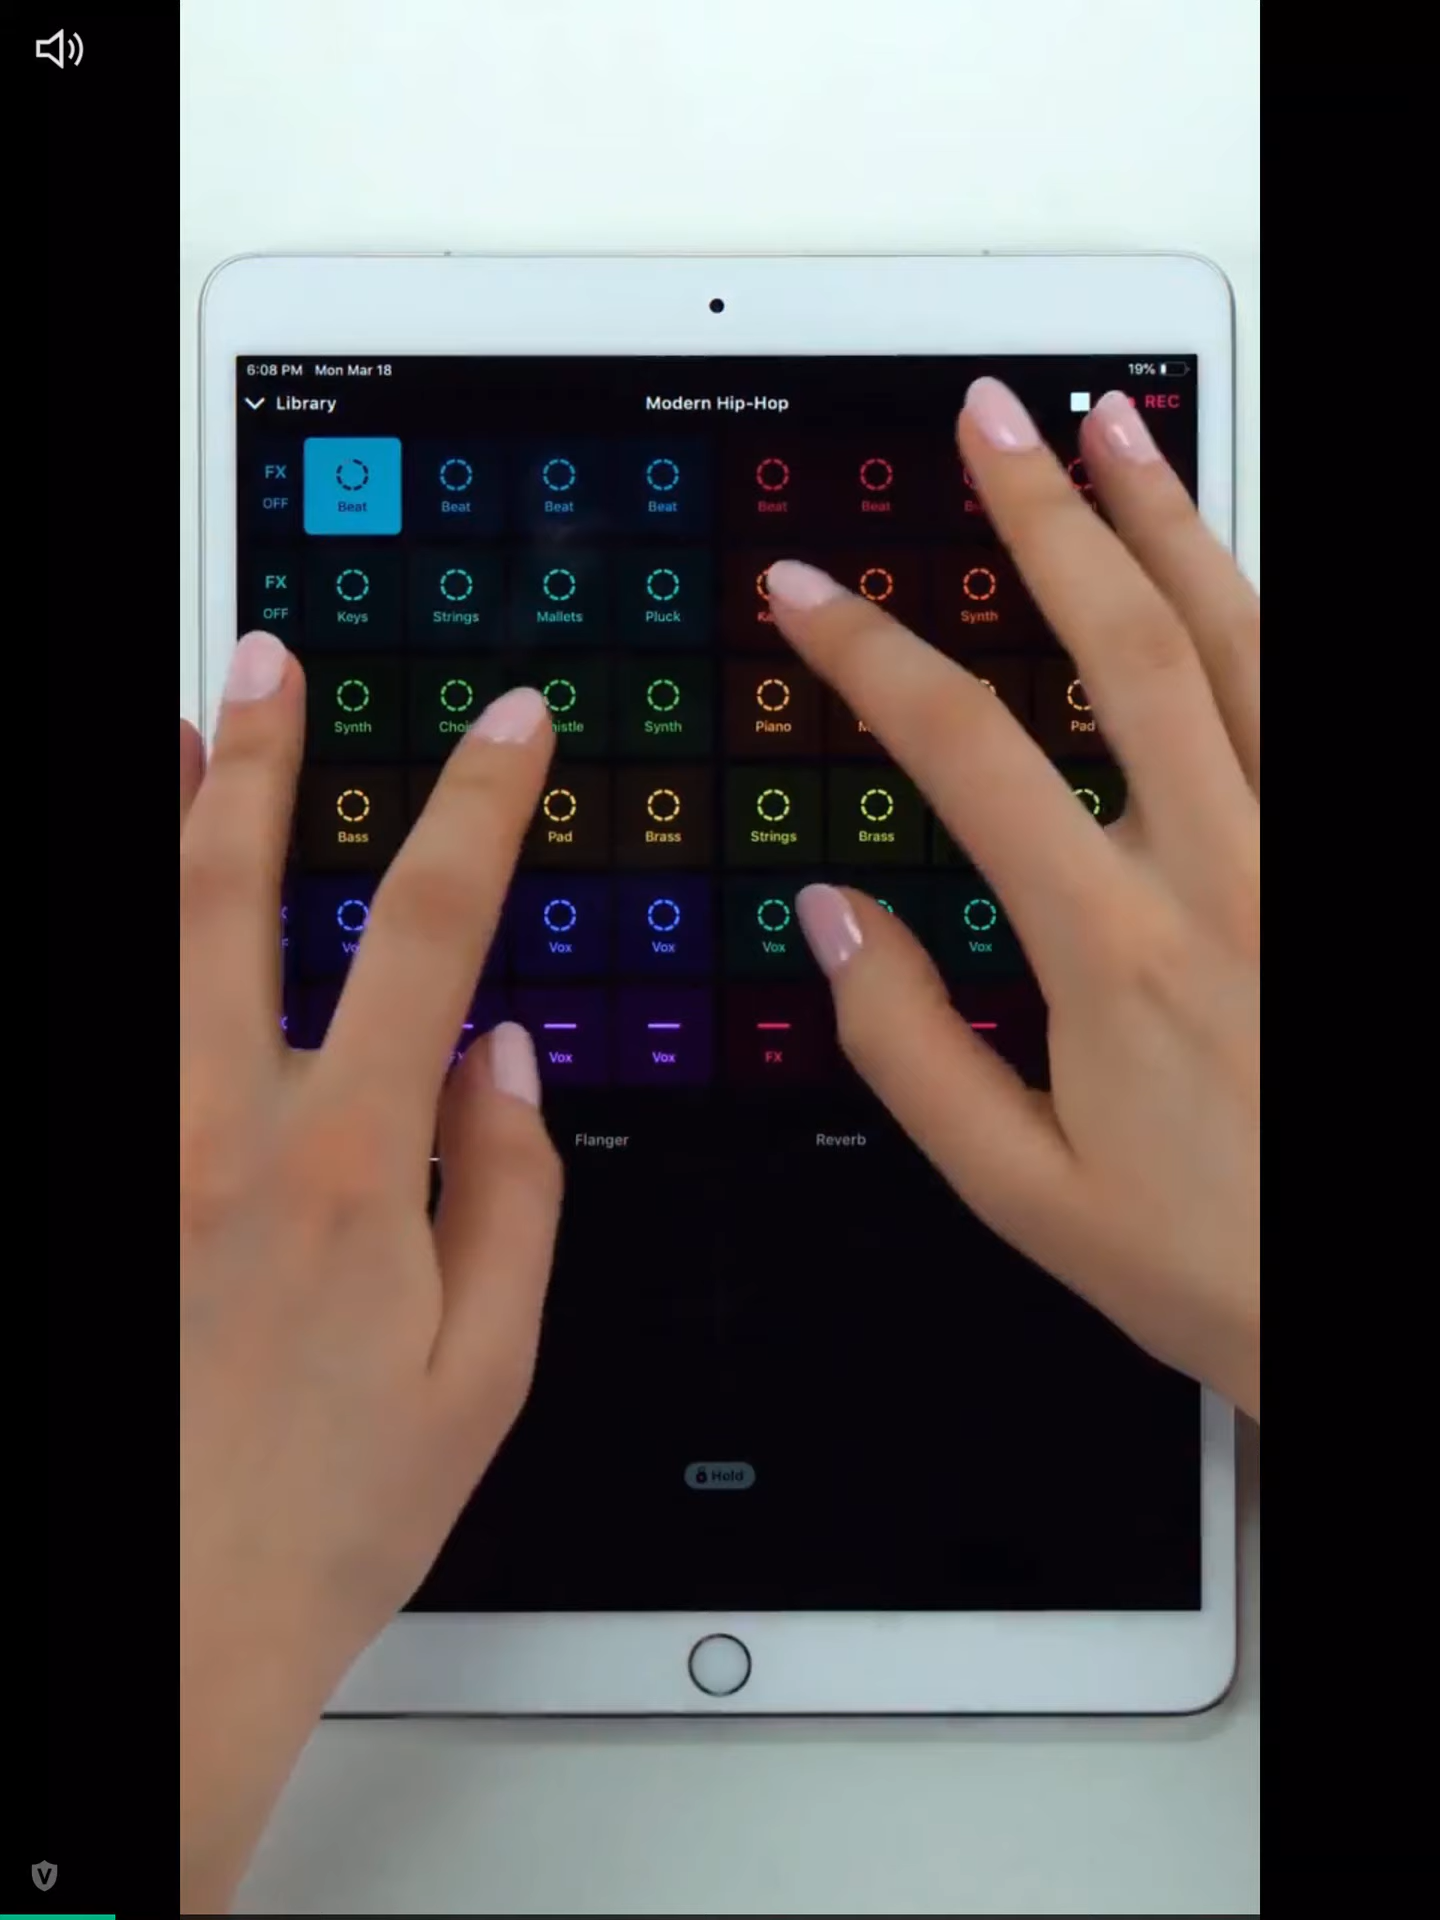 6:08 PM Mon Mar 18 19%
Library Modern Hip-Hop REC
FX OFF
Beat Beat Beat Beat Beat Beat
FX OFF
Keys Strings Mallets Pluck Synth
Synth Synth Piano Pad
Bass Pad Brass Strings Brass
Vox Vox Vox Vox
Vox Vox FX
Flanger Reverb
Hold
V